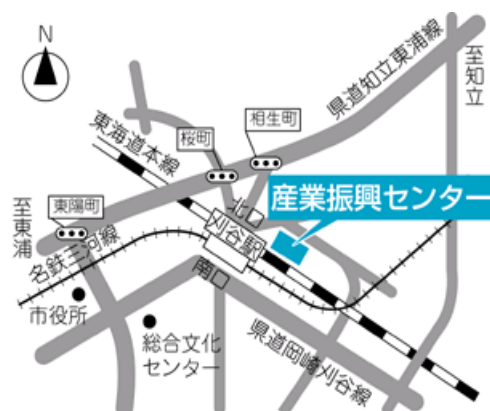 N
県道知立東浦線
至知立
相生町
桜町
東海道本線
産業振興センター
東陽町
至東浦
北口
刈谷駅
名鉄三河線
南口
市役所
総合文化
センター
県道岡崎刈谷線